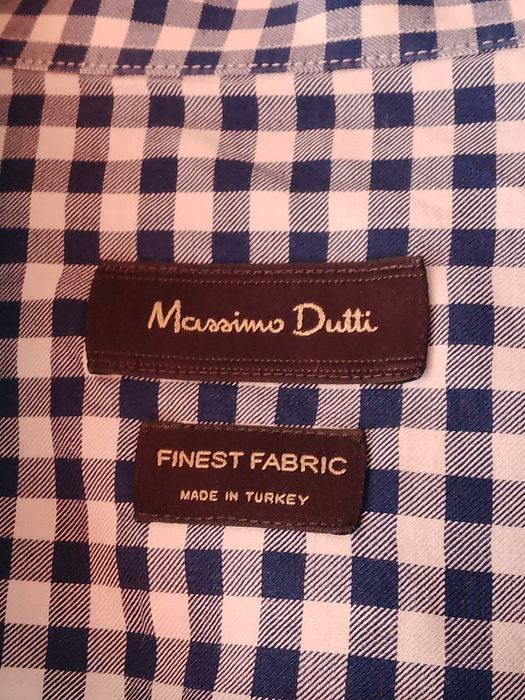 Massimo Dutti
FINEST FABRIC
MADE IN TURKEY